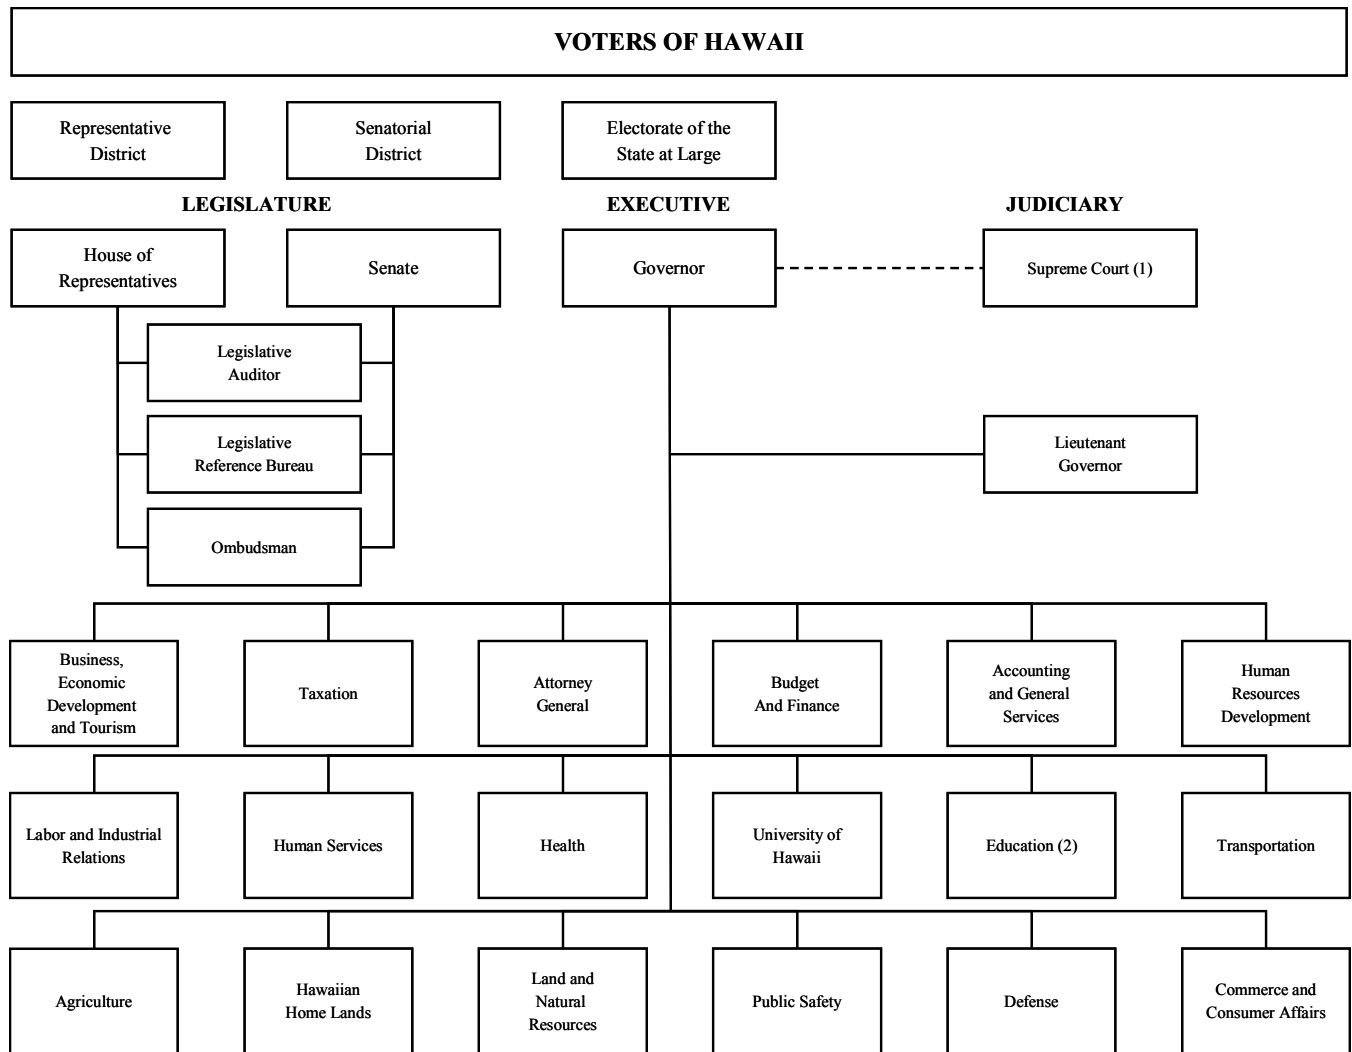 VOTERS OF HAWAII
Representative
District
Senatorial
District
Electorate of the
State at Large
LEGISLATURE
EXECUTIVE
JUDICIARY
House of
Representatives
Senate
Governor
Supreme Court (1)
Legislative
Auditor
Legislative
Reference Bureau
Lieutenant
Governor
Ombudsman
Business,
Economic
Development
and Tourism
Taxation
Attorney
General
Budget
And Finance
Accounting
and General
Services
Human
Resources
Development
Labor and Industrial
Relations
Human Services
Health
University of
Hawaii
Education (2)
Transportation
Agriculture
Hawaiian
Home Lands
Land and
Natural
Resources
Public Safety
Defense
Commerce and
Consumer Affairs